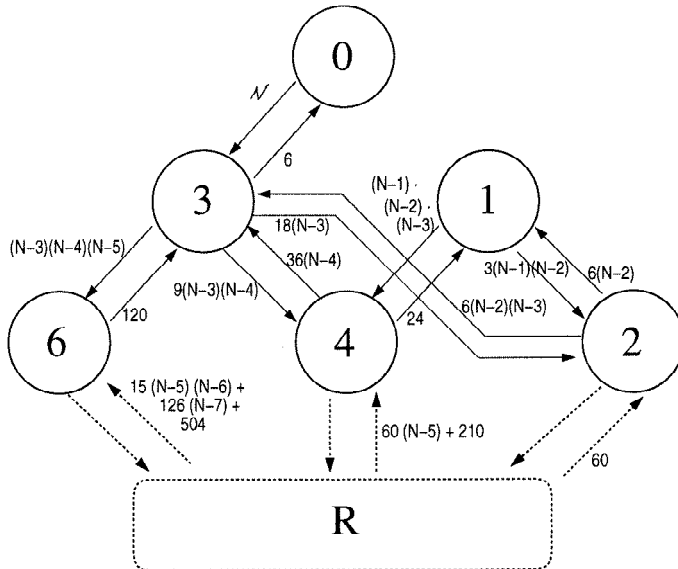 0
N
6
3
1
(N−1) ·
(N−2) ·
(N−3)
18(N−3)
(N−3)(N−4)(N−5)
36(N−4)
3(N−1)(N−2)
6(N−2)
120
9(N−3)(N−4)
24
6(N−2)(N−3)
6
4
2
15 (N−5) (N−6) +
126 (N−7) +
504
60 (N−5) + 210
60
R